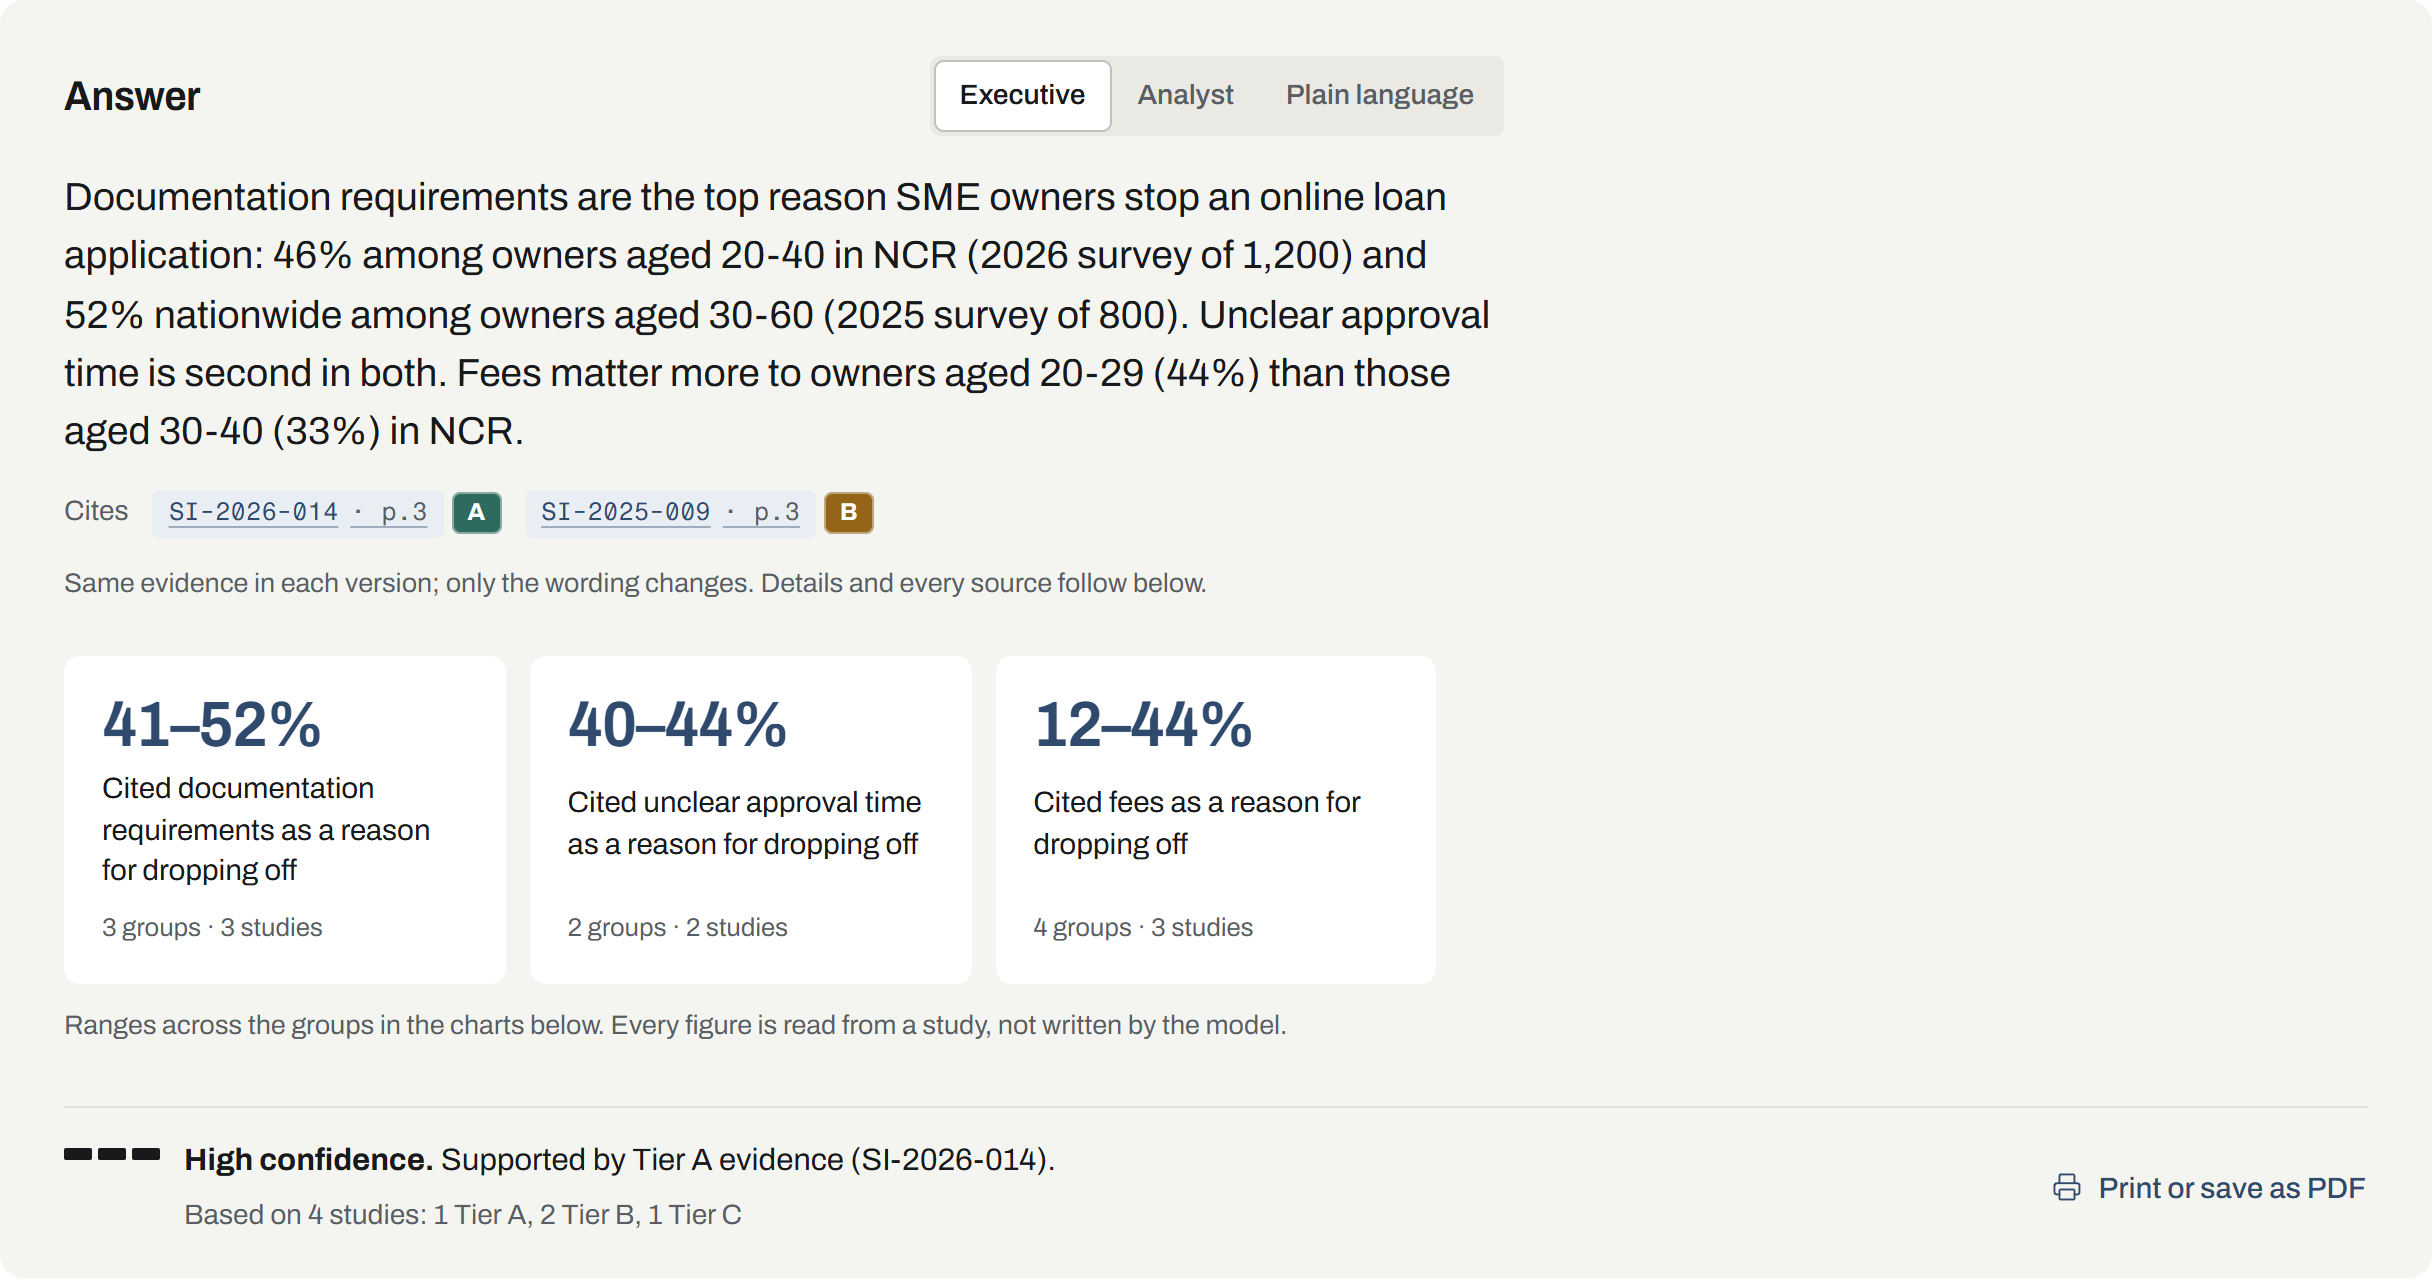 Answer
Executive
Analyst
Plain language
Documentation requirements are the top reason SME owners stop an online loan
application: 46% among owners aged 20-40 in NCR (2026 survey of 1,200) and
52% nationwide among owners aged 30-60 (2025 survey of 800). Unclear approval
time is second in both. Fees matter more to owners aged 20-29 (44%) than those
aged 30-40 (33%) in NCR.
Cites SI-2026-014 · p.3 A SI-2025-009 · p.3 B
Same evidence in each version; only the wording changes. Details and every source follow below.
41–52%
Cited documentation
requirements as a reason
for dropping off
3 groups · 3 studies
40–44%
Cited unclear approval time
as a reason for dropping off
2 groups · 2 studies
12–44%
Cited fees as a reason for
dropping off
4 groups · 3 studies
Ranges across the groups in the charts below. Every figure is read from a study, not written by the model.
High confidence. Supported by Tier A evidence (SI-2026-014).
Based on 4 studies: 1 Tier A, 2 Tier B, 1 Tier C
Print or save as PDF